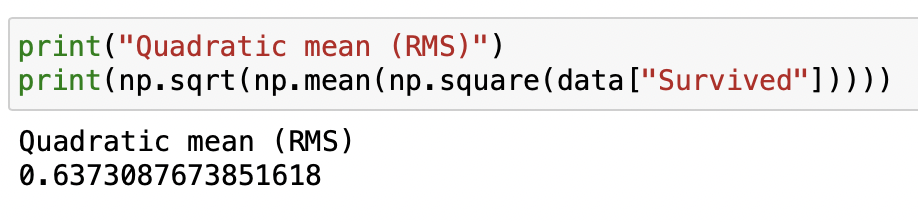 print("Quadratic mean (RMS)")
print(np.sqrt(np.mean(np.square(data["Survived"]))))
Quadratic mean (RMS)
0.6373087673851618